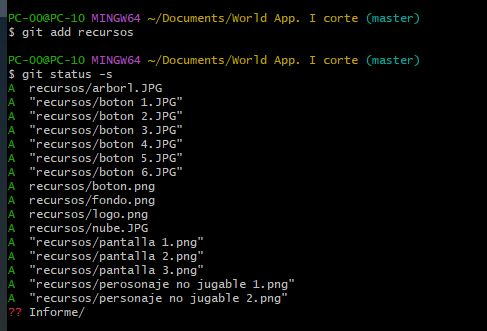 PC-OO@PC-1O MINGW64 ~/Documents/World App. I corte (master)
$ git add recursos
PC-OO@PC-1O MINGW64 ~/Documents/World App. I corte (master)
$ git status -s
A  recursos/arborl.JPG
A  "recursos/boton 1.JPG"
A  "recursos/boton 2.JPG"
A  "recursos/boton 3.JPG"
A  "recursos/boton 4.JPG"
A  "recursos/boton 5.JPG"
A  "recursos/boton 6.JPG"
A  recursos/boton.png
A  recursos/fondo.png
A  recursos/logo.png
A  recursos/nube.JPG
A  "recursos/pantalla 1.png"
A  "recursos/pantalla 2.png"
A  "recursos/pantalla 3.png"
A  "recursos/perosonaje no jugable 1.png"
A  "recursos/personaje no jugable 2.png"
?? Informe/